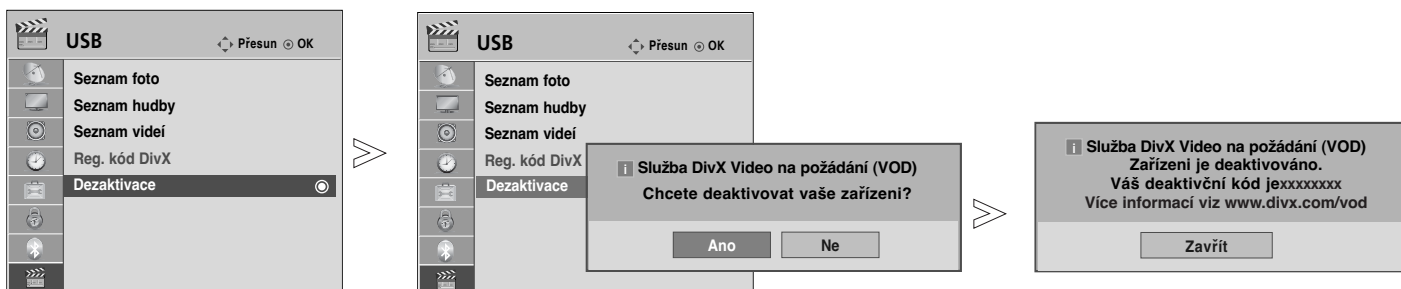 USB
Přesun OK
Seznam foto
Seznam hudby
Seznam videí
Reg. kód DivX
Dezaktivace
USB
Přesun OK
Seznam foto
Seznam hudby
Seznam videí
Reg. kód DivX
Dezaktivace
i Služba DivX Video na požádání (VOD)
Chcete deaktivovat vaše zařízeni?
Ano Ne
i Služba DivX Video na požádání (VOD)
Zařízeni je deaktivováno.
Váš deaktivční kód jexxxxxxxx
Více informací viz www.divx.com/vod
Zavřít